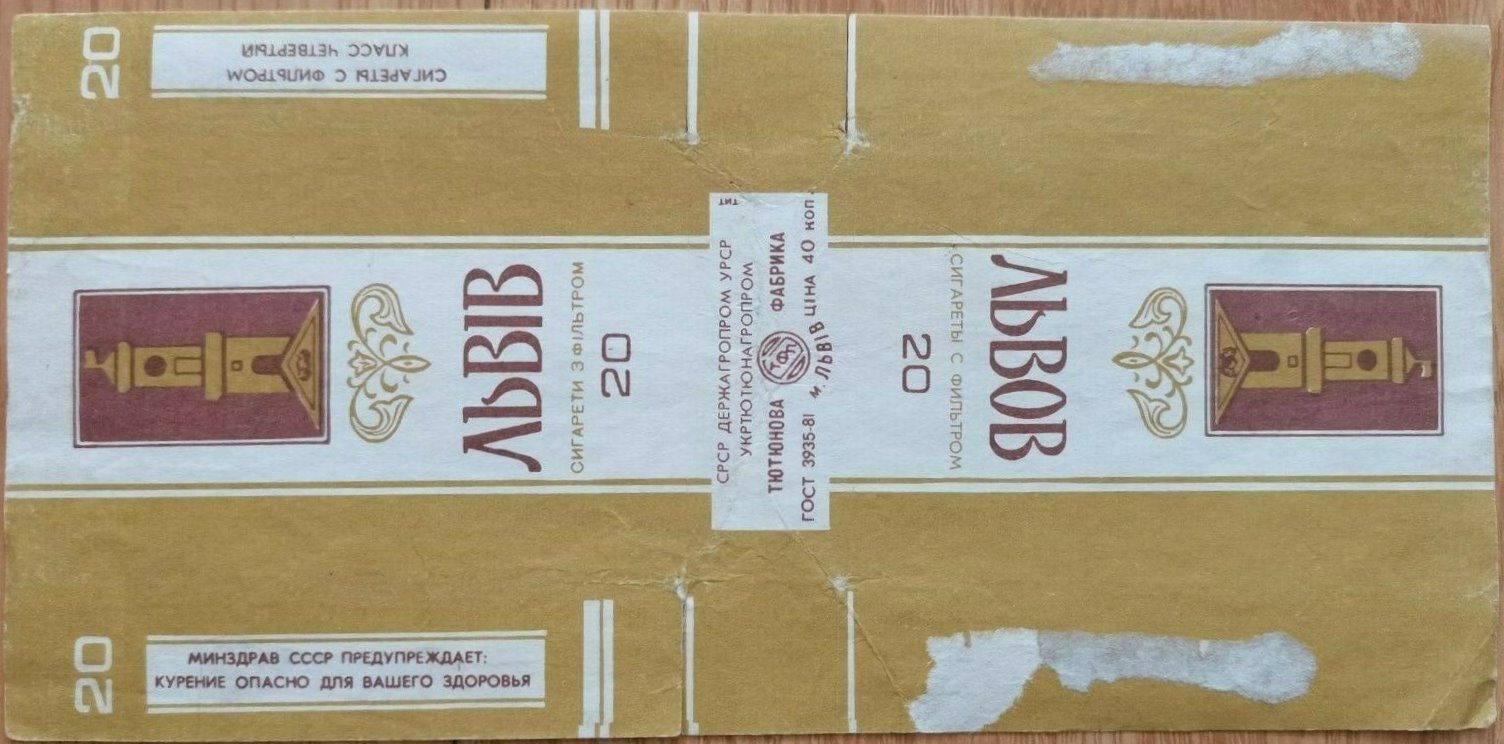 20
СИГАРЕТЫ С ФИЛЬТРОМ
КЛАСС ЧЕТВЕРТЫЙ
ЛЬВІВ
СИГАРЕТИ З ФІЛЬТРОМ
20
СРСР ДЕРЖАГРОПРОМ УРСР
УКРТЮТЮНАГРОПРОМ
ТЮТЮНОВА ТФЛ ФАБРИКА
м. ЛЬВІВ
ГОСТ 3935-81 ЦІНА 40 коп.
20
СИГАРЕТЫ С ФИЛЬТРОМ
ЛЬВОВ
20
МИНЗДРАВ СССР ПРЕДУПРЕЖДАЕТ:
КУРЕНИЕ ОПАСНО ДЛЯ ВАШЕГО ЗДОРОВЬЯ